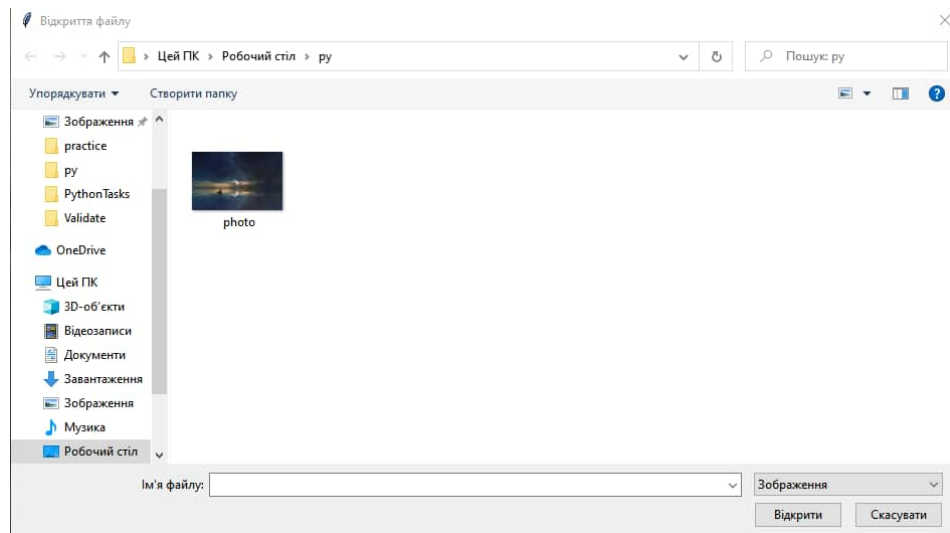 Відкриття файлу
Цей ПК › Робочий стіл › py
Пошук: py
Упорядкувати
Створити папку
Зображення
practice
py
PythonTasks
Validate
OneDrive
Цей ПК
3D-об'єкти
Відеозаписи
Документи
Завантаження
Зображення
Музика
Робочий стіл
photo
Ім'я файлу:
Зображення
Відкрити
Скасувати